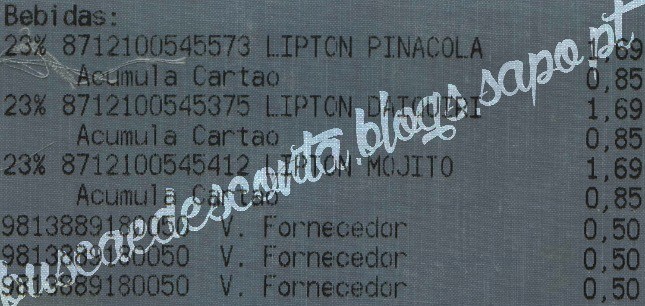 Bebidas:
23% 8712100545573 LIPTON PINACOLA 1,69
Acumula Cartao 0,85
23% 8712100545375 LIPTON DAIQUIRI 1,69
Acumula Cartao 0,85
23% 8712100545412 LIPTON MOJITO 1,69
Acumula Cartao 0,85
9813889180050 V. Fornecedor 0,50
9813889180050 V. Fornecedor 0,50
9813889180050 V. Fornecedor 0,50
buscaedesconta.blogs.sapo.pt